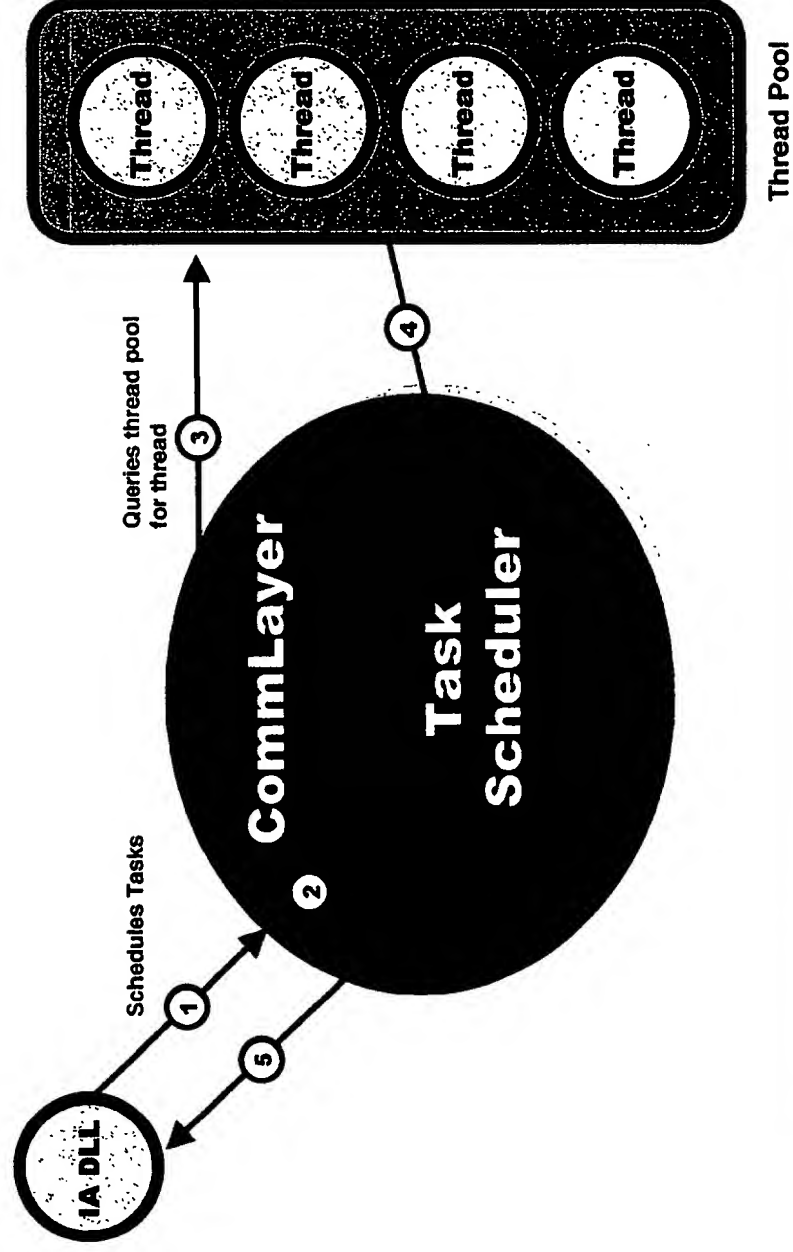 IA DLL
1
Schedules Tasks
5
2
CommLayer
Task
Scheduler
3
Queries thread pool
for thread
4
Thread
Thread
Thread
Thread
Thread Pool